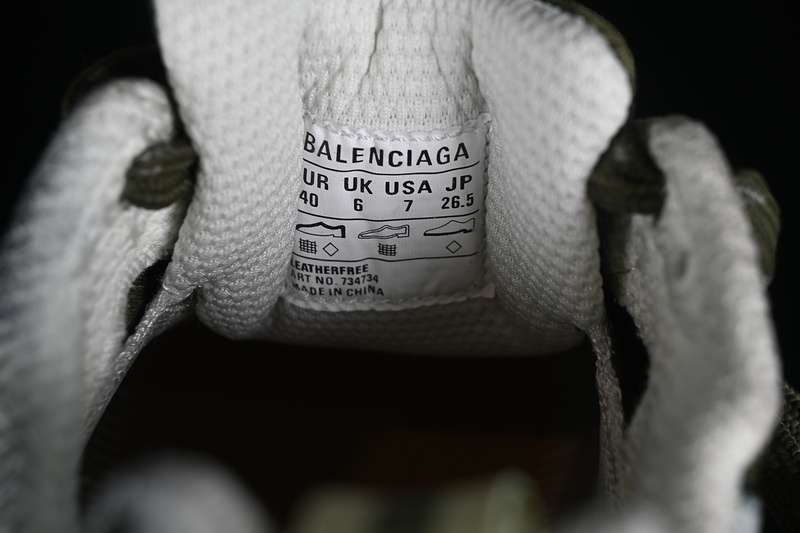 BALENCIAGA
UR UK USA JP
40 6 7 26.5
LEATHERFREE
ART NO. 734734
MADE IN CHINA